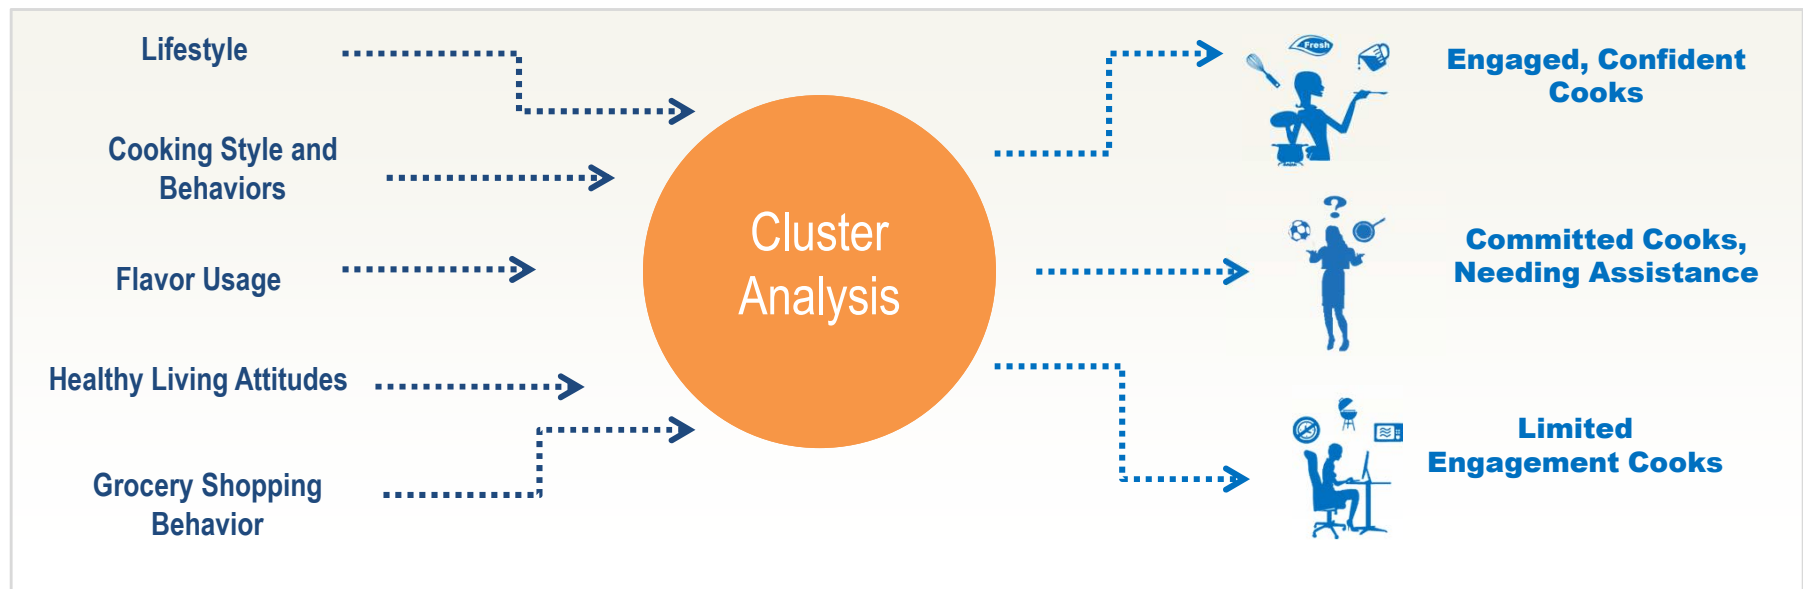 Lifestyle
Cooking Style and
Behaviors
Flavor Usage
Healthy Living Attitudes
Grocery Shopping
Behavior
Cluster
Analysis
Fresh
Engaged, Confident
Cooks
?
Committed Cooks,
Needing Assistance
Limited
Engagement Cooks